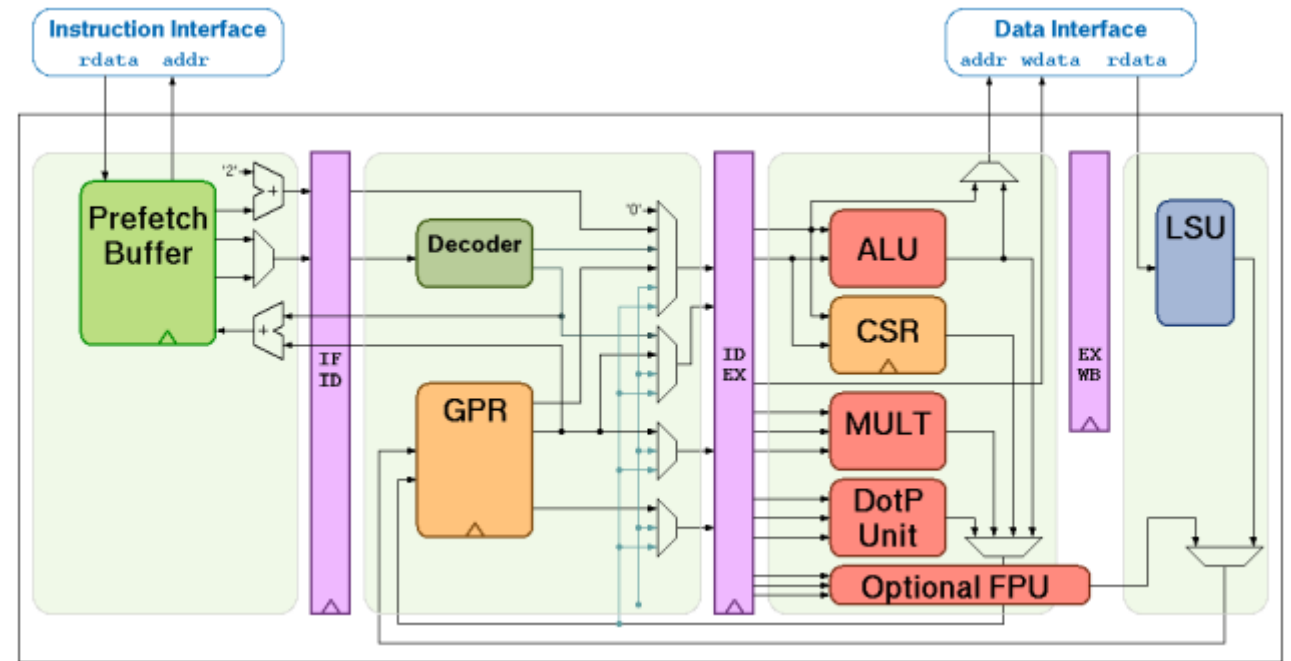 Instruction Interface
rdata addr
Data Interface
addr wdata rdata
'2'
+
Prefetch
Buffer
+
IF
ID
Decoder
GPR
'0'
ID
EX
ALU
CSR
MULT
DotP
Unit
Optional FPU
EX
WB
LSU